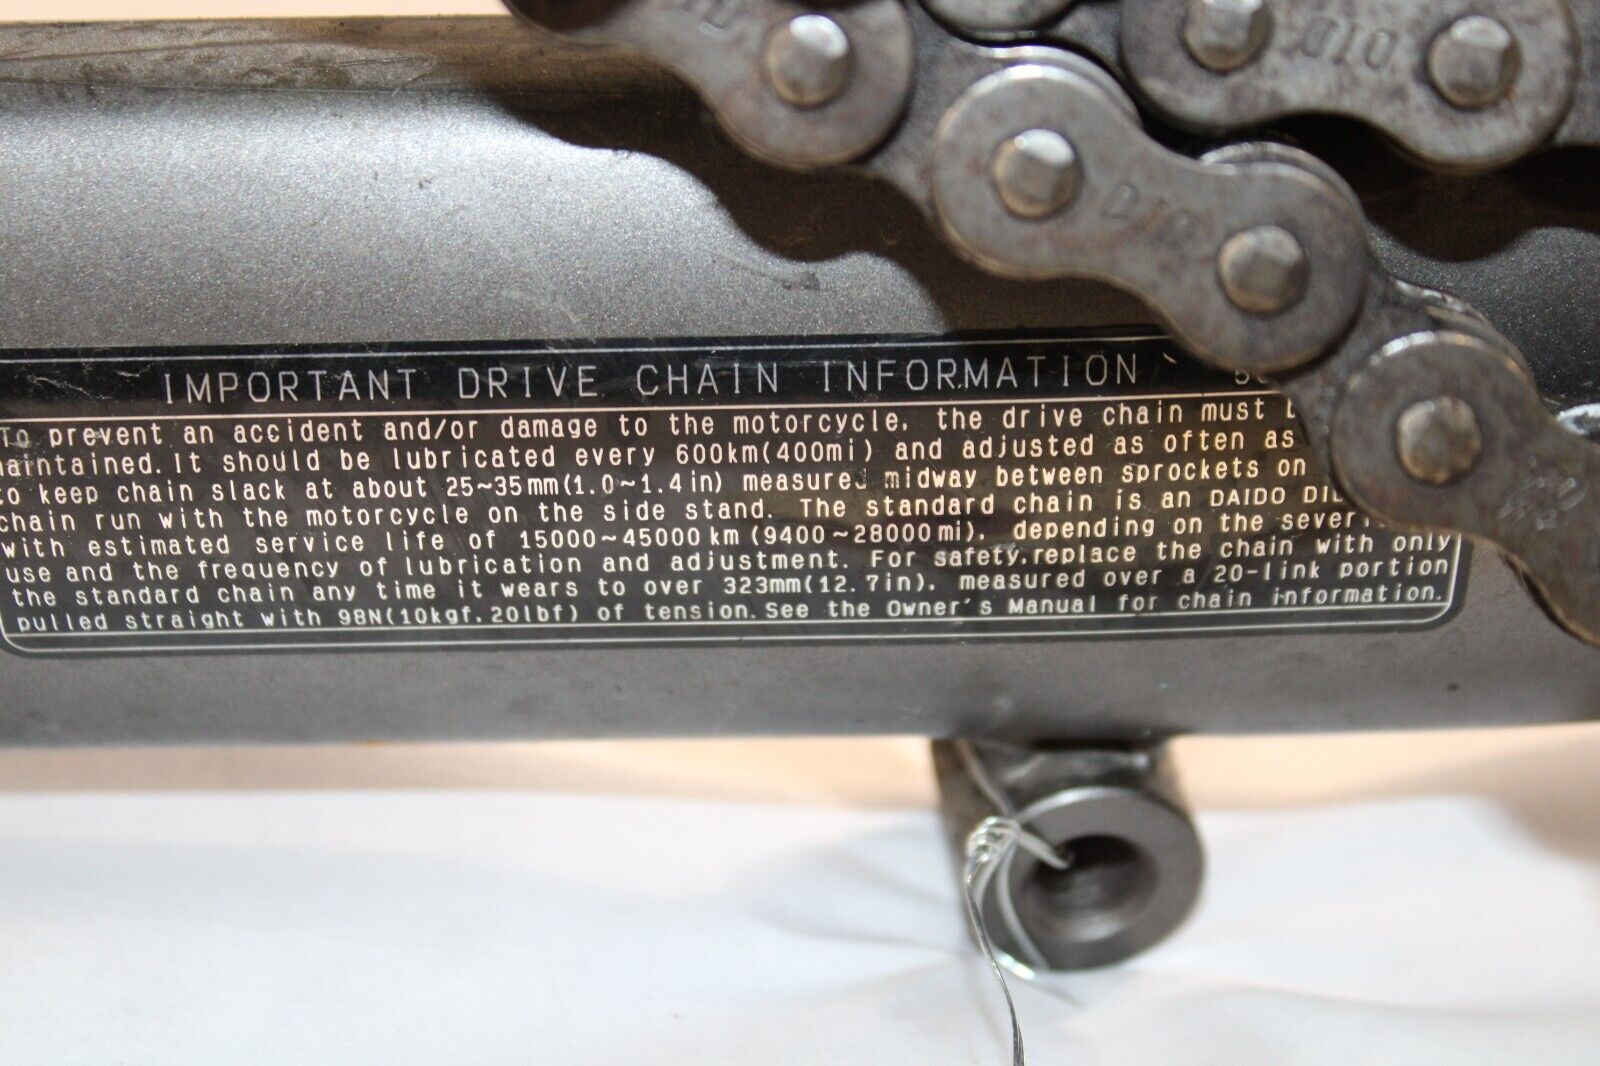 DID
DID
DID
IMPORTANT DRIVE CHAIN INFORMATION
To prevent an accident and/or damage to the motorcycle, the drive chain must
aintained. It should be lubricated every 600km(400mi) and adjusted as often as
to keep chain slack at about 25~35mm(1.0~1.4in) measured midway between sprockets on
chain run with the motorcycle on the side stand. The standard chain is an DAIDO
with estimated service life of 15000~45000km (9400~28000mi), depending on the
use and the frequency of lubrication and adjustment. For safety, replace the chain with only
the standard chain any time it wears to over 323mm(12.7in), measured over a 20-link portion
pulled straight with 98N(10kgf, 20lbf) of tension. See the Owner's Manual for chain information.